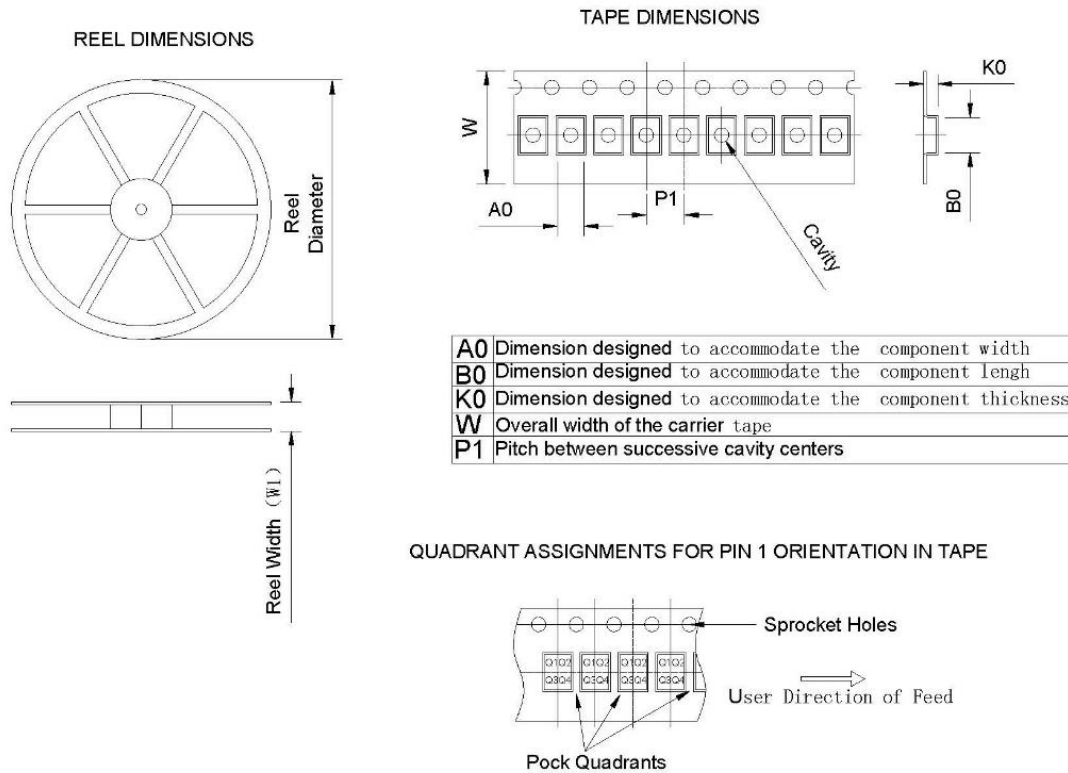 REEL DIMENSIONS
Reel
Diameter
Reel Width (W1)
TAPE DIMENSIONS
W
A0
P1
Cavity
K0
B0
A0 Dimension designed to accommodate the component width
B0 Dimension designed to accommodate the component lengh
K0 Dimension designed to accommodate the component thickness
W Overall width of the carrier tape
P1 Pitch between successive cavity centers
QUADRANT ASSIGNMENTS FOR PIN 1 ORIENTATION IN TAPE
Sprocket Holes
Q1Q2 Q1Q2 Q1Q2 Q1Q2
Q3Q4 Q3Q4 Q3Q4 Q3Q4
User Direction of Feed
Pock Quadrants